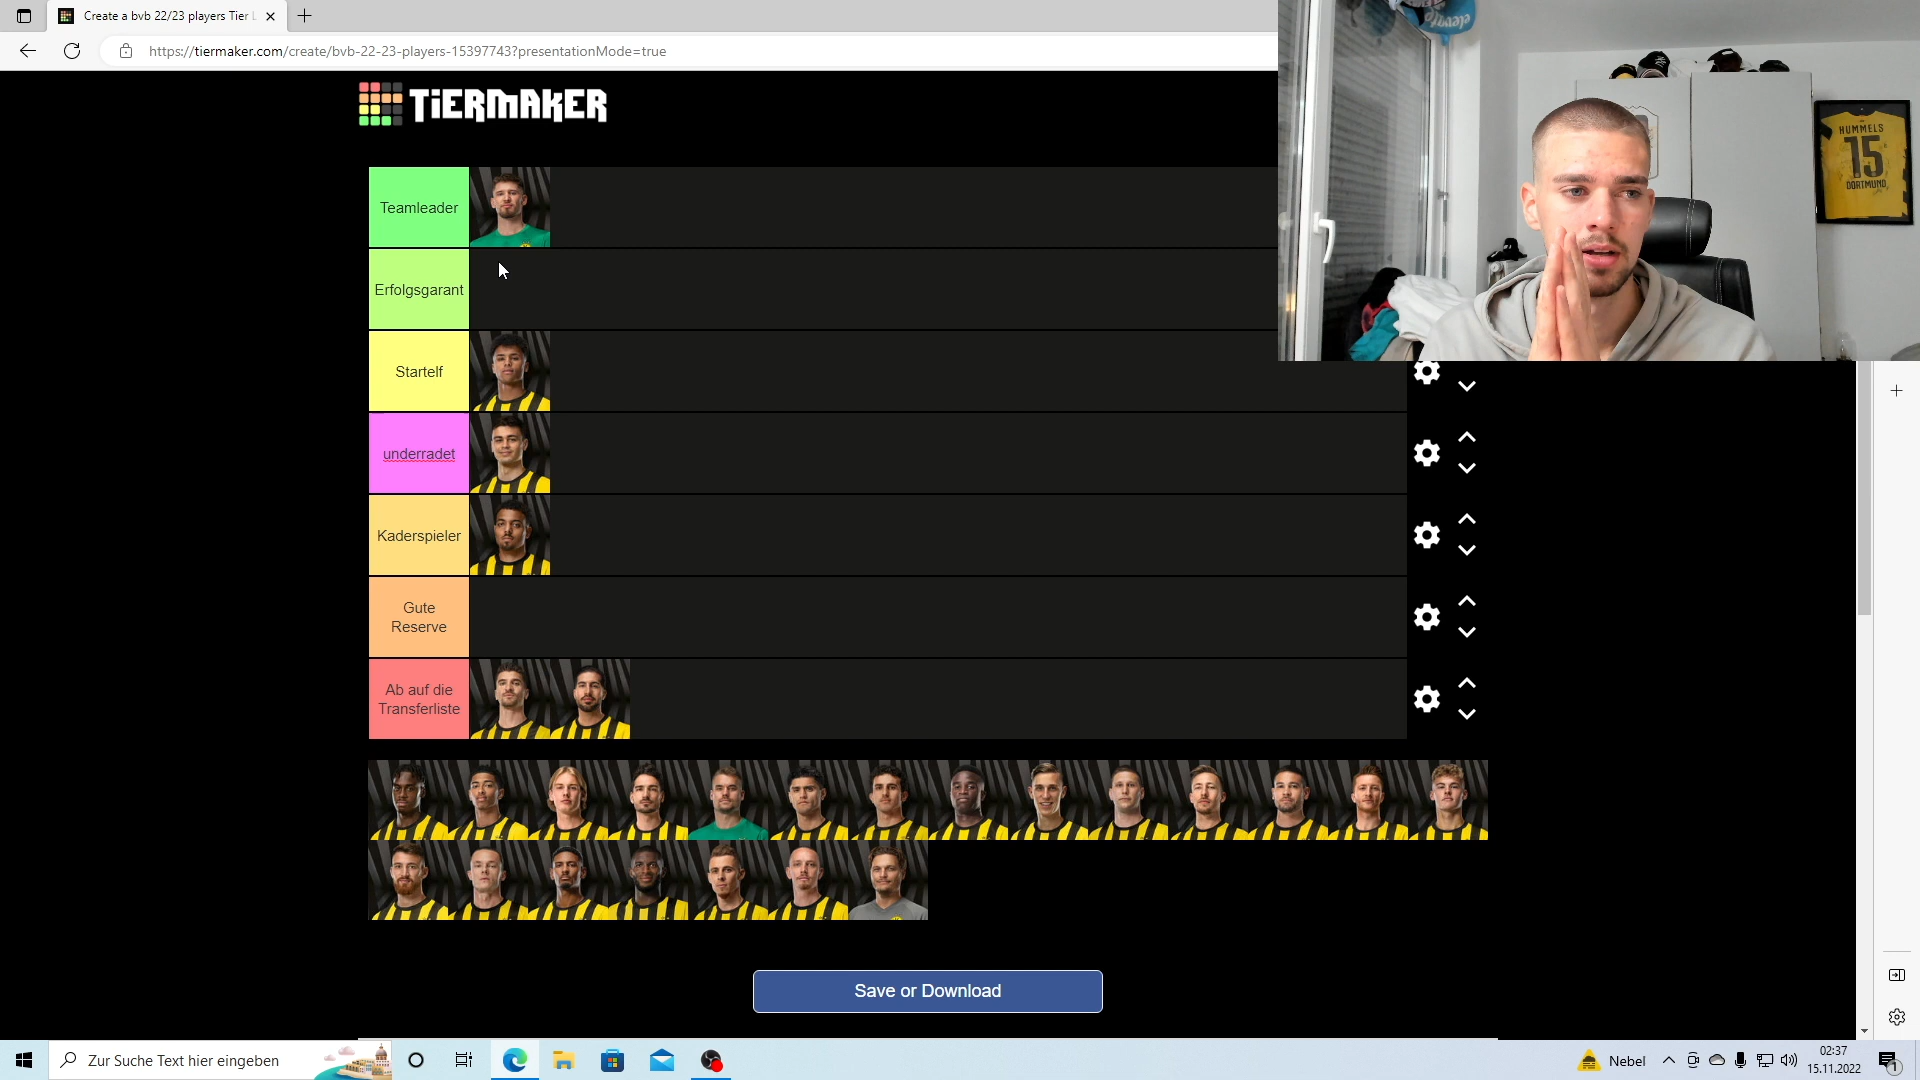 Create a bvb 22/23 players Tier L
https://tiermaker.com/create/bvb-22-23-players-15397743?presentationMode=true
TiERMAKER
HUMMELS
15
DORTMUND
Teamleader
Erfolgsgarant
Startelf
underradet
Kaderspieler
Gute
Reserve
Ab auf die
Transferliste
Save or Download
Zur Suche Text hier eingeben
Nebel
02:37
15.11.2022
1